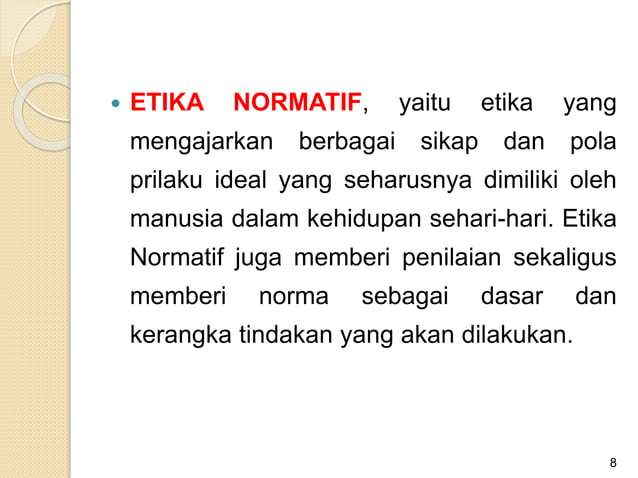 • ETIKA NORMATIF, yaitu etika yang
mengajarkan berbagai sikap dan pola
prilaku ideal yang seharusnya dimiliki oleh
manusia dalam kehidupan sehari-hari. Etika
Normatif juga memberi penilaian sekaligus
memberi norma sebagai dasar dan
kerangka tindakan yang akan dilakukan.
8